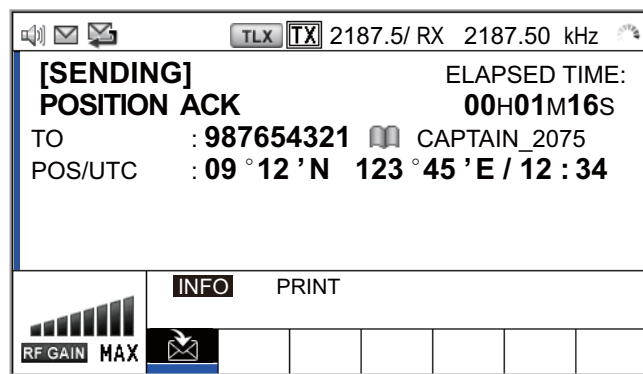 TLX TX 2187.5/ RX 2187.50 kHz
[SENDING] ELAPSED TIME:
POSITION ACK 00H01M16S
TO : 987654321 CAPTAIN_2075
POS/UTC : 09 °12 ’N 123 °45 ’E / 12 : 34
INFO PRINT
RF GAIN MAX